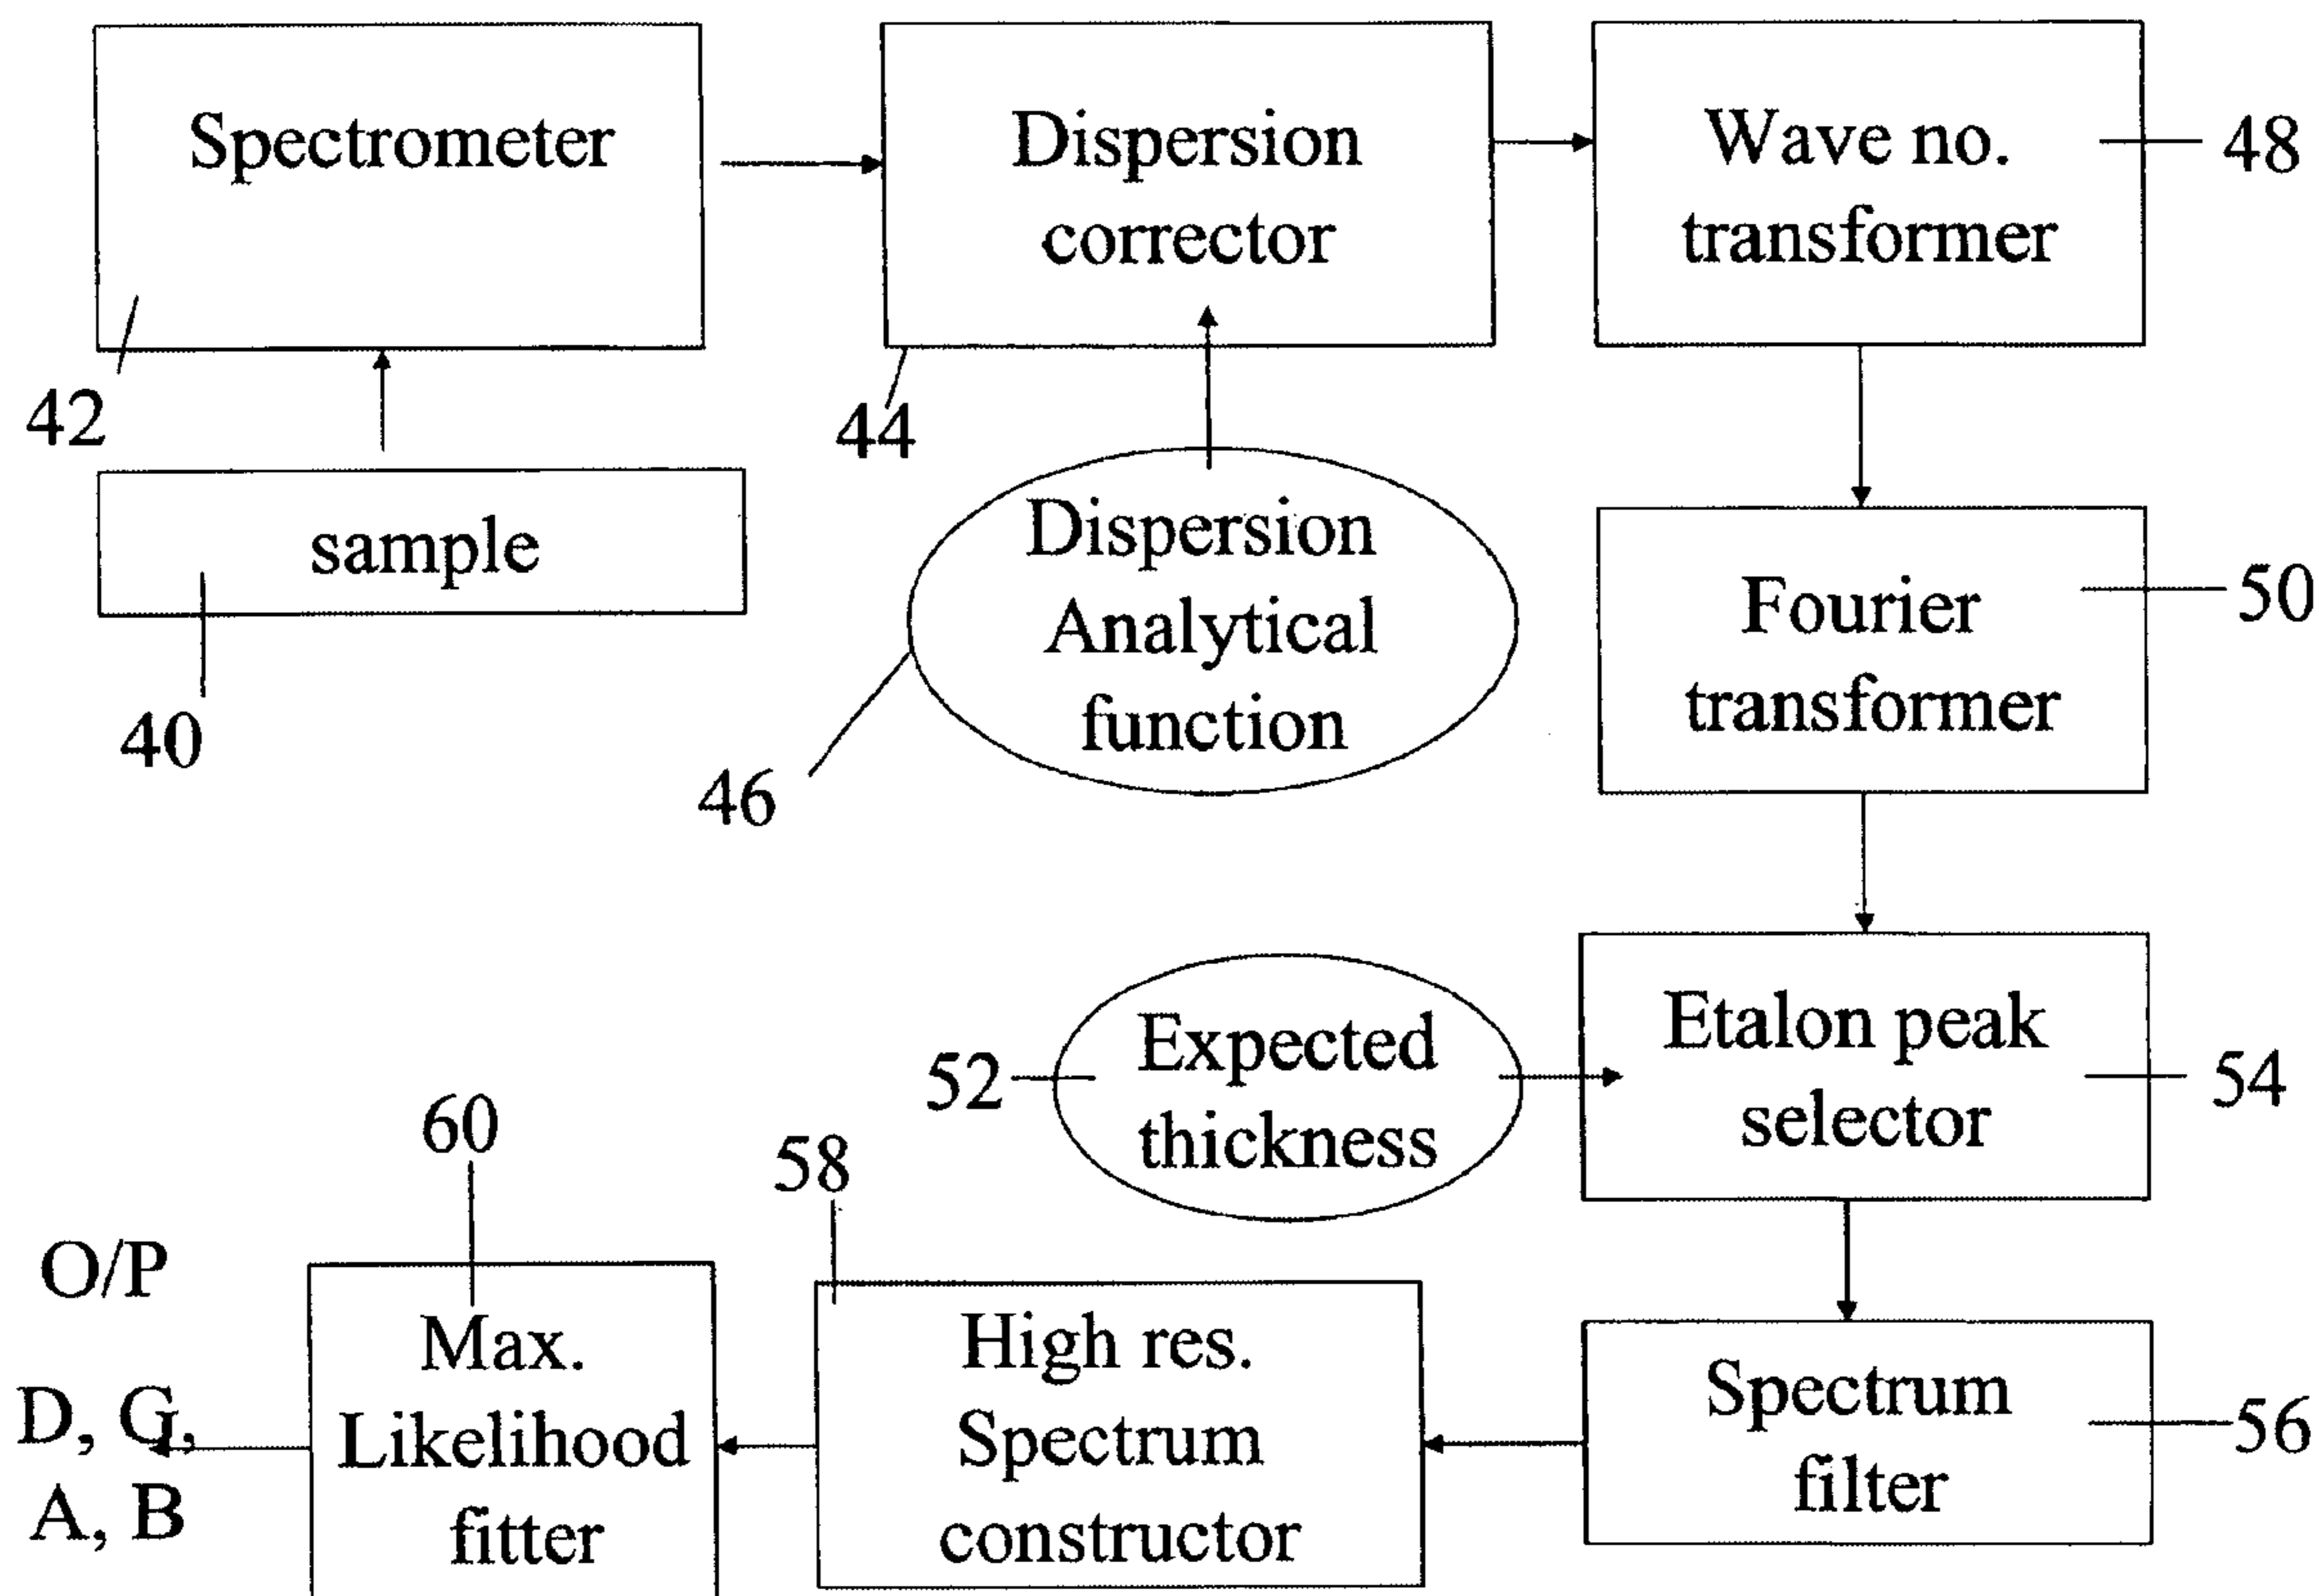 Spectrometer
Dispersion
corrector
Wave no.
transformer
48
42
44
sample
40
Dispersion
Analytical
function
46
Fourier
transformer
50
Expected
thickness
52
Etalon peak
selector
54
60
58
O/P
D, G,
A, B
Max.
Likelihood
fitter
High res.
Spectrum
constructor
Spectrum
filter
56